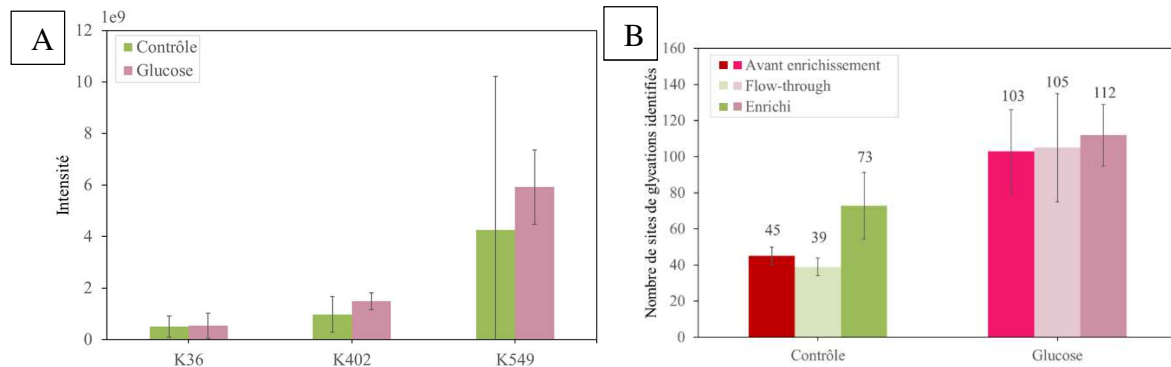 A
1e9
12
10
8
6
4
2
0
Intensité
Contrôle
Glucose
K36
K402
K549
B
160
140
120
100
80
60
40
20
0
Nombre de sites de glycations identifiés
Avant enrichissement
Flow-through
Enrichi
45
39
73
103
105
112
Contrôle
Glucose